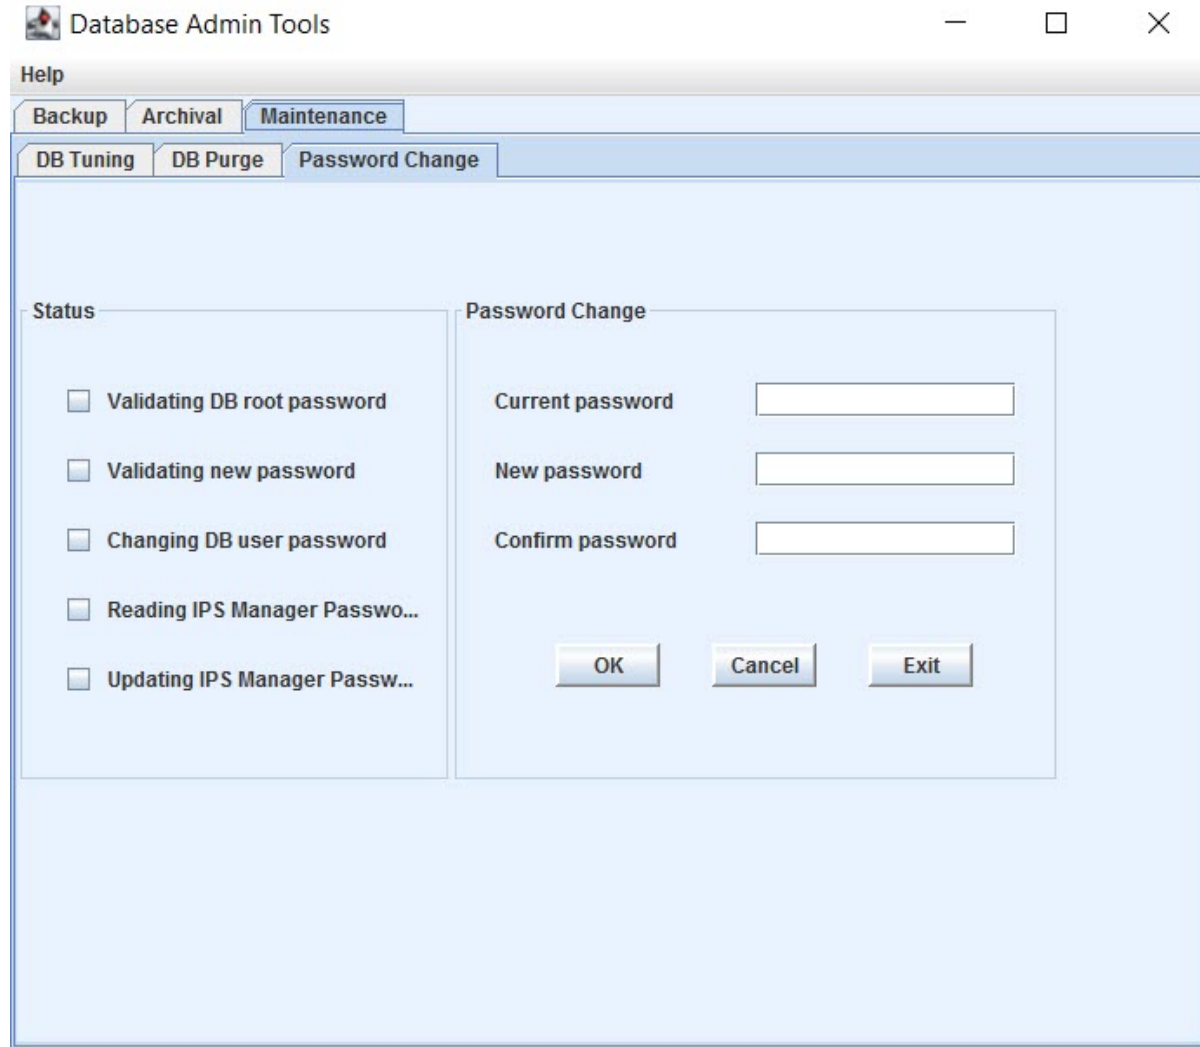 Database Admin Tools
Help
Backup Archival Maintenance
DB Tuning DB Purge Password Change
Status
Validating DB root password
Validating new password
Changing DB user password
Reading IPS Manager Passwo...
Updating IPS Manager Passw...
Password Change
Current password
New password
Confirm password
OK Cancel Exit